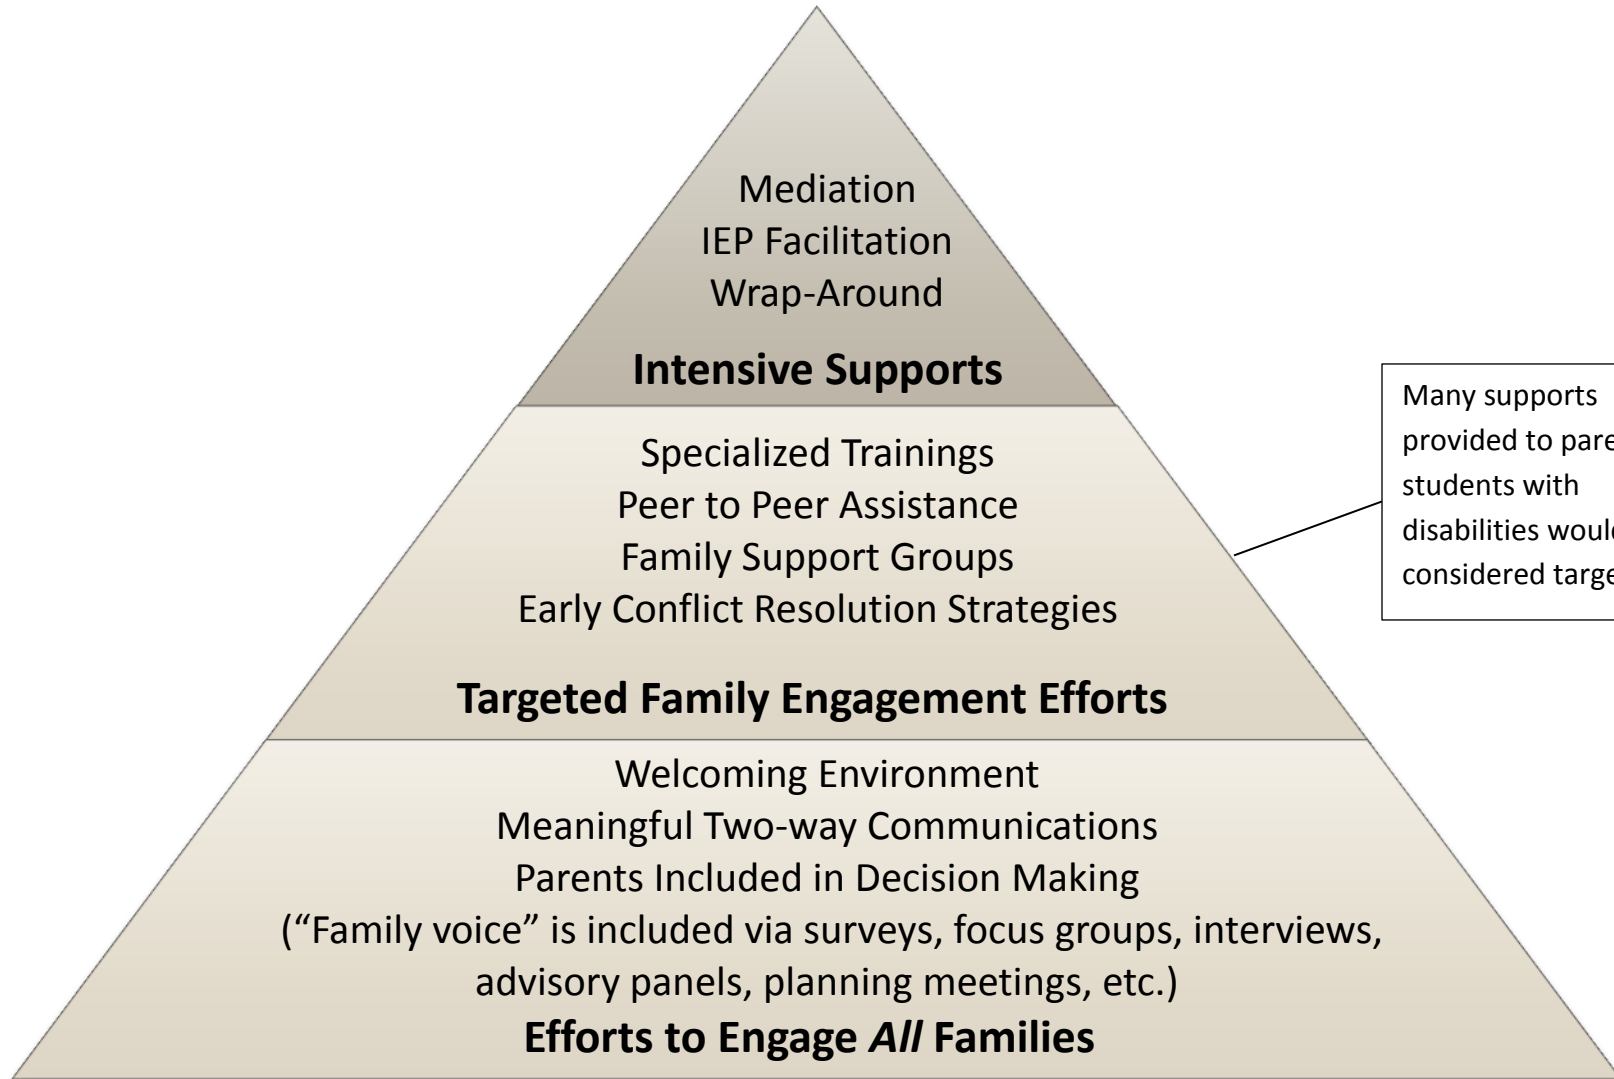 Mediation
IEP Facilitation
Wrap-Around
Intensive Supports
Specialized Trainings
Peer to Peer Assistance
Family Support Groups
Early Conflict Resolution Strategies
Targeted Family Engagement Efforts
Many supports
provided to
students with
disabilities
considered
Welcoming Environment
Meaningful Two-way Communications
Parents Included in Decision Making
(“Family voice” is included via surveys, focus groups, interviews,
advisory panels, planning meetings, etc.)
Efforts to Engage All Families